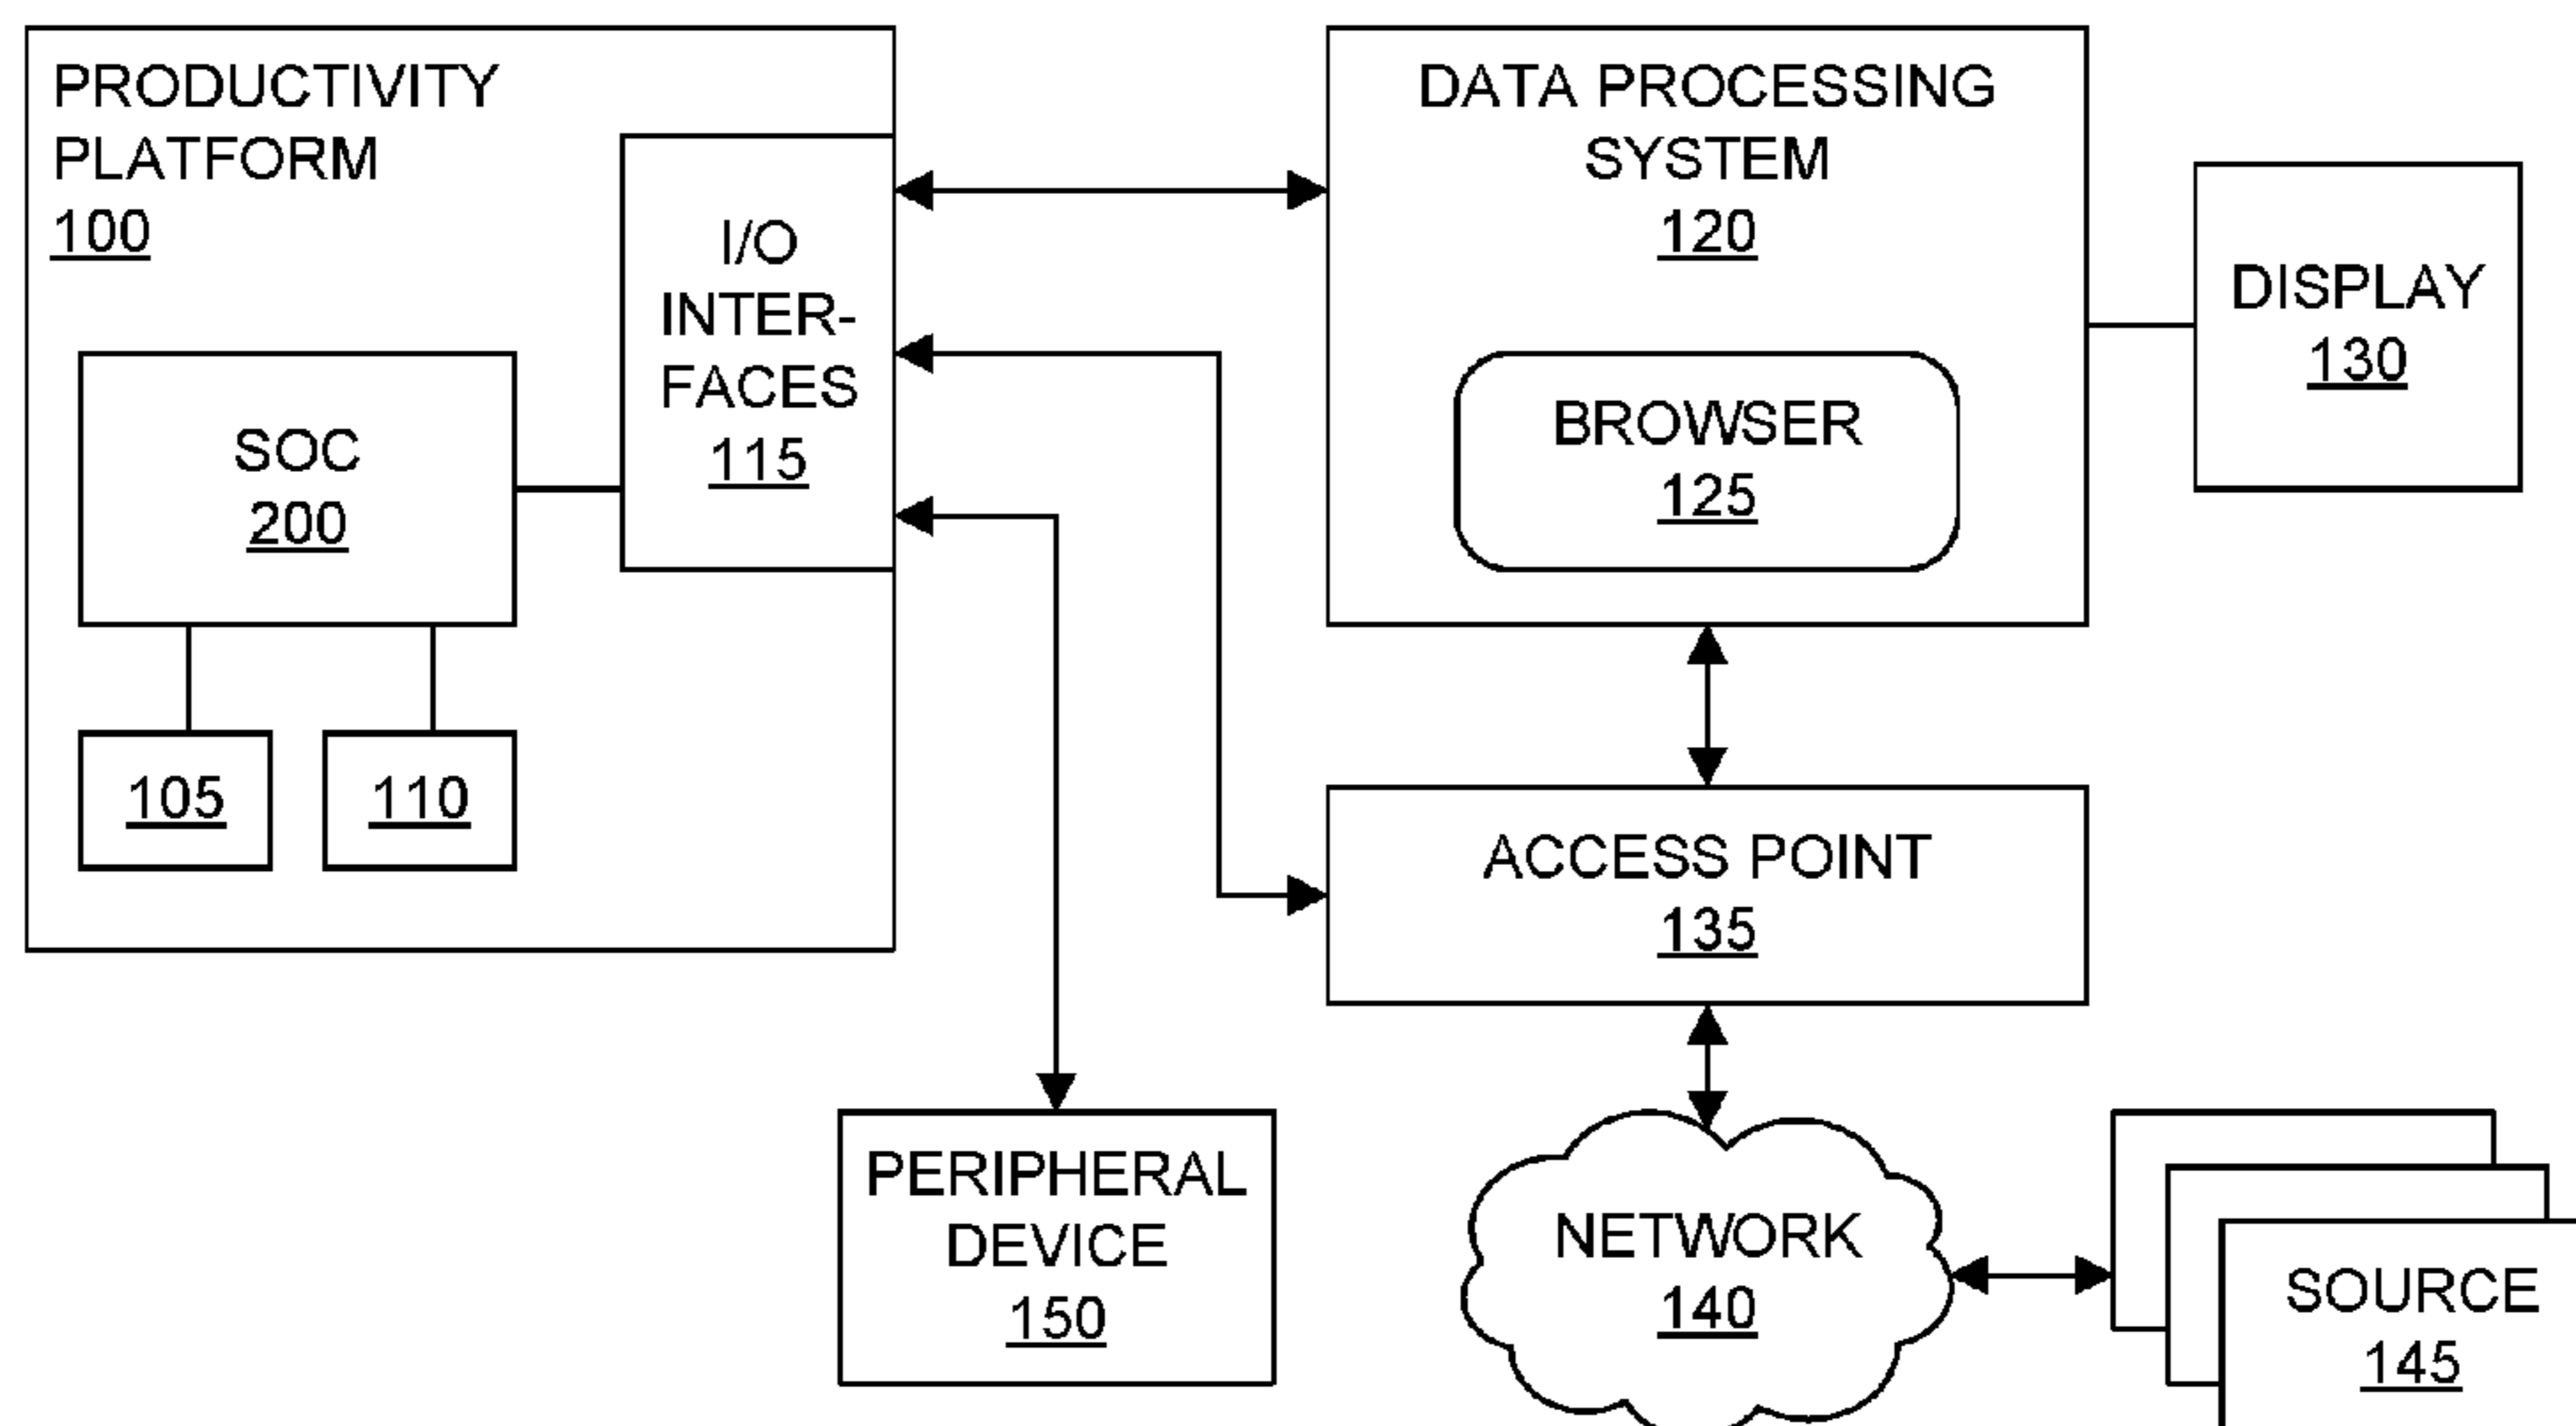 PRODUCTIVITY
PLATFORM
100
I/O
INTER-
FACES
115
SOC
200
105
110
DATA PROCESSING
SYSTEM
120
BROWSER
125
DISPLAY
130
ACCESS POINT
135
PERIPHERAL
DEVICE
150
NETWORK
140
SOURCE
145